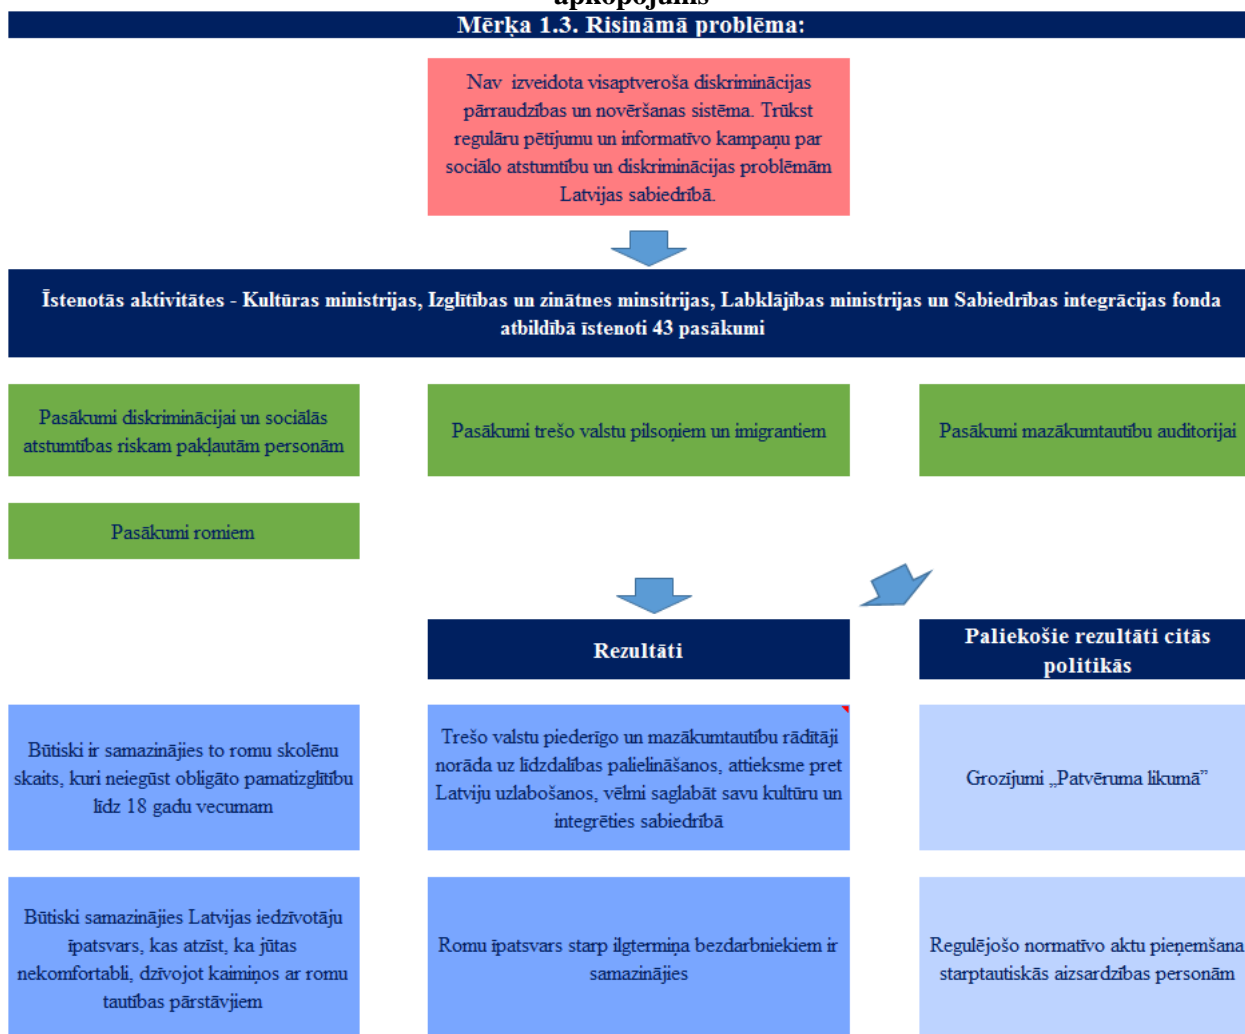 apkopojums
Mērķa 1.3. Risināmā problēma:
Nav izveidota visaptveroša diskriminācijas
pārraudzības un novēršanas sistēma. Trūkst
regulāru pētījumu un informatīvo kampaņu par
sociālo atstumtību un diskriminācijas problēmām
Latvijas sabiedrībā.
Īstenotās aktivitātes - Kultūras ministrijas, Izglītības un zinātnes minsitrijas, Labklājības ministrijas un Sabiedrības integrācijas fonda
atbildībā īstenoti 43 pasākumi
Pasākumi diskriminācijai un sociālās
atstumtības riskam pakļautām personām
Pasākumi trešo valstu pilsoņiem un imigrantiem
Pasākumi mazākumtautību auditorijai
Pasākumi romiem
Rezultāti
Paliekošie rezultāti citās
politikās
Būtiski ir samazinājies to romu skolēnu
skaits, kuri neiegūst obligāto pamatizglītību
līdz 18 gadu vecumam
Trešo valstu piederīgo un mazākumtautību rādītāji
norāda uz līdzdalības palielināšanos, attieksme pret
Latviju uzlabošanos, vēlmi saglabāt savu kultūru un
integrēties sabiedrībā
Grozījumi „Patvēruma likumā”
Būtiski samazinājies Latvijas iedzīvotāju
īpatsvars, kas atzīst, ka jūtas
nekomfortabli, dzīvojot kaimiņos ar romu
tautības pārstāvjiem
Romu īpatsvars starp ilgtermiņa bezdarbniekiem ir
samazinājies
Regulējošo normatīvo aktu pieņemšana
starptautiskās aizsardzības personām